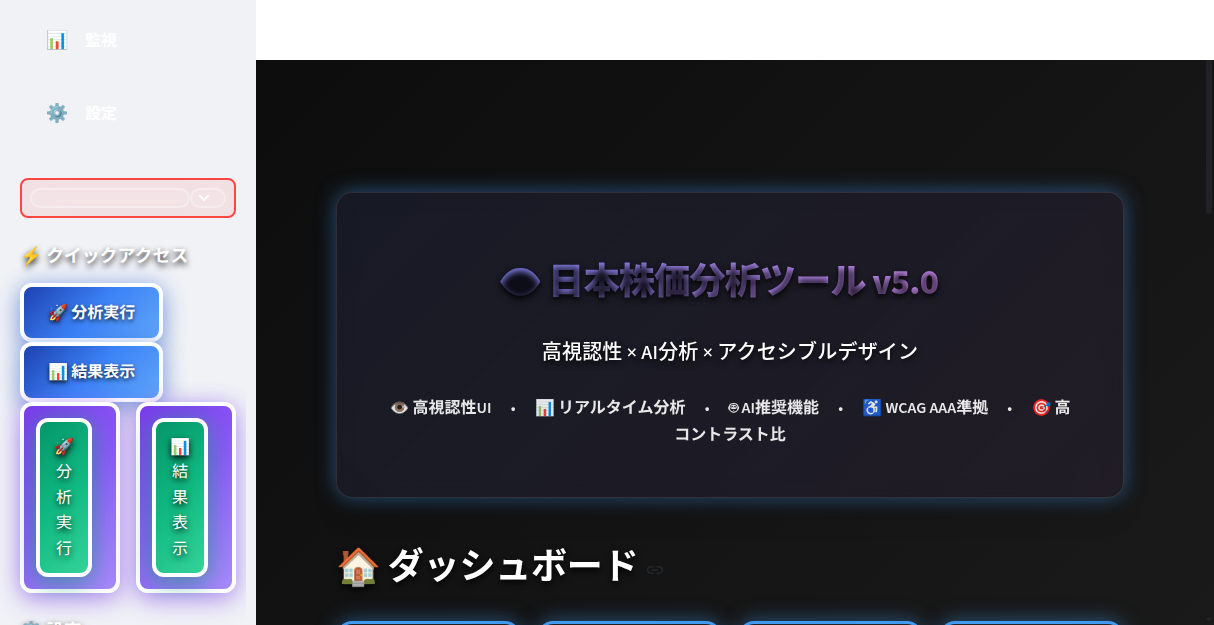 📊 監視
⚙️ 設定
⚡ クイックアクセス
🚀 分析実行
📊 結果表示
🚀
分
析
実
行
📊
結
果
表
示
⚙️ 設定
👁️ 日本株価分析ツール v5.0
高視認性 × AI分析 × アクセシブルデザイン
👁️ 高視認性UI • 📊 リアルタイム分析 • 🤖 AI推奨機能 • ♿ WCAG AAA準拠 • 🎯 高
コントラスト比
🏠 ダッシュボード